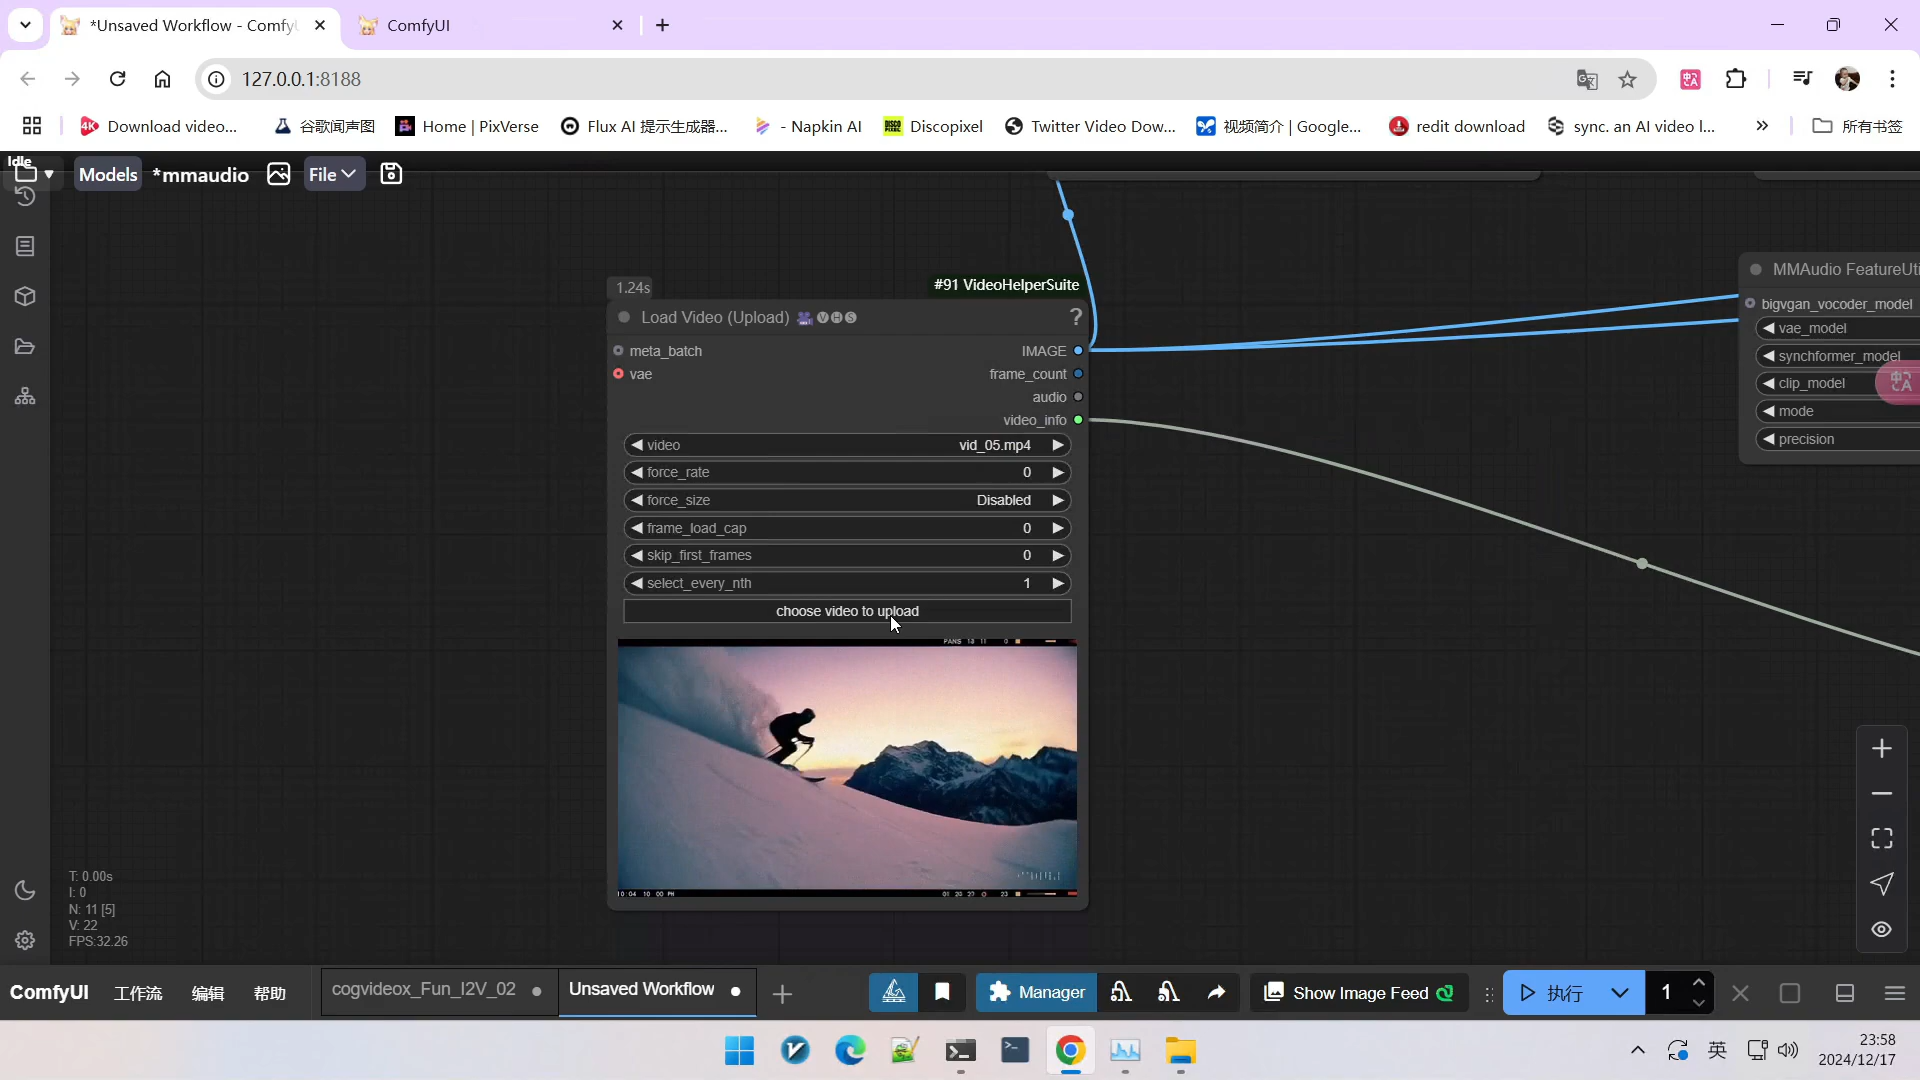 *Unsaved Workflow - Comfy
ComfyUI
127.0.0.1:8188
Download video...
谷歌闻声图
Home | PixVerse
Flux AI 提示生成器...
- Napkin AI
Discopixel
Twitter Video Dow...
视频简介 | Google...
redit download
sync. an AI video l...
所有书签
Idle
Models
*mmaudio
File
1.24s
#91 VideoHelperSuite
Load Video (Upload) VHS
?
meta_batch
IMAGE
vae
frame_count
audio
video_info
video
vid_05.mp4
force_rate
0
force_size
Disabled
frame_load_cap
0
skip_first_frames
0
select_every_nth
1
choose video to upload
MMAudio FeatureUti
bigvgan_vocoder_model
vae_model
synchformer_model
clip_model
mode
precision
T: 0.00s
I: 0
N: 11 [5]
V: 22
FPS:32.26
ComfyUI
工作流
编辑
帮助
cogvideox_Fun_I2V_02
Unsaved Workflow
Manager
Show Image Feed
执行
1
英
23:58
2024/12/17